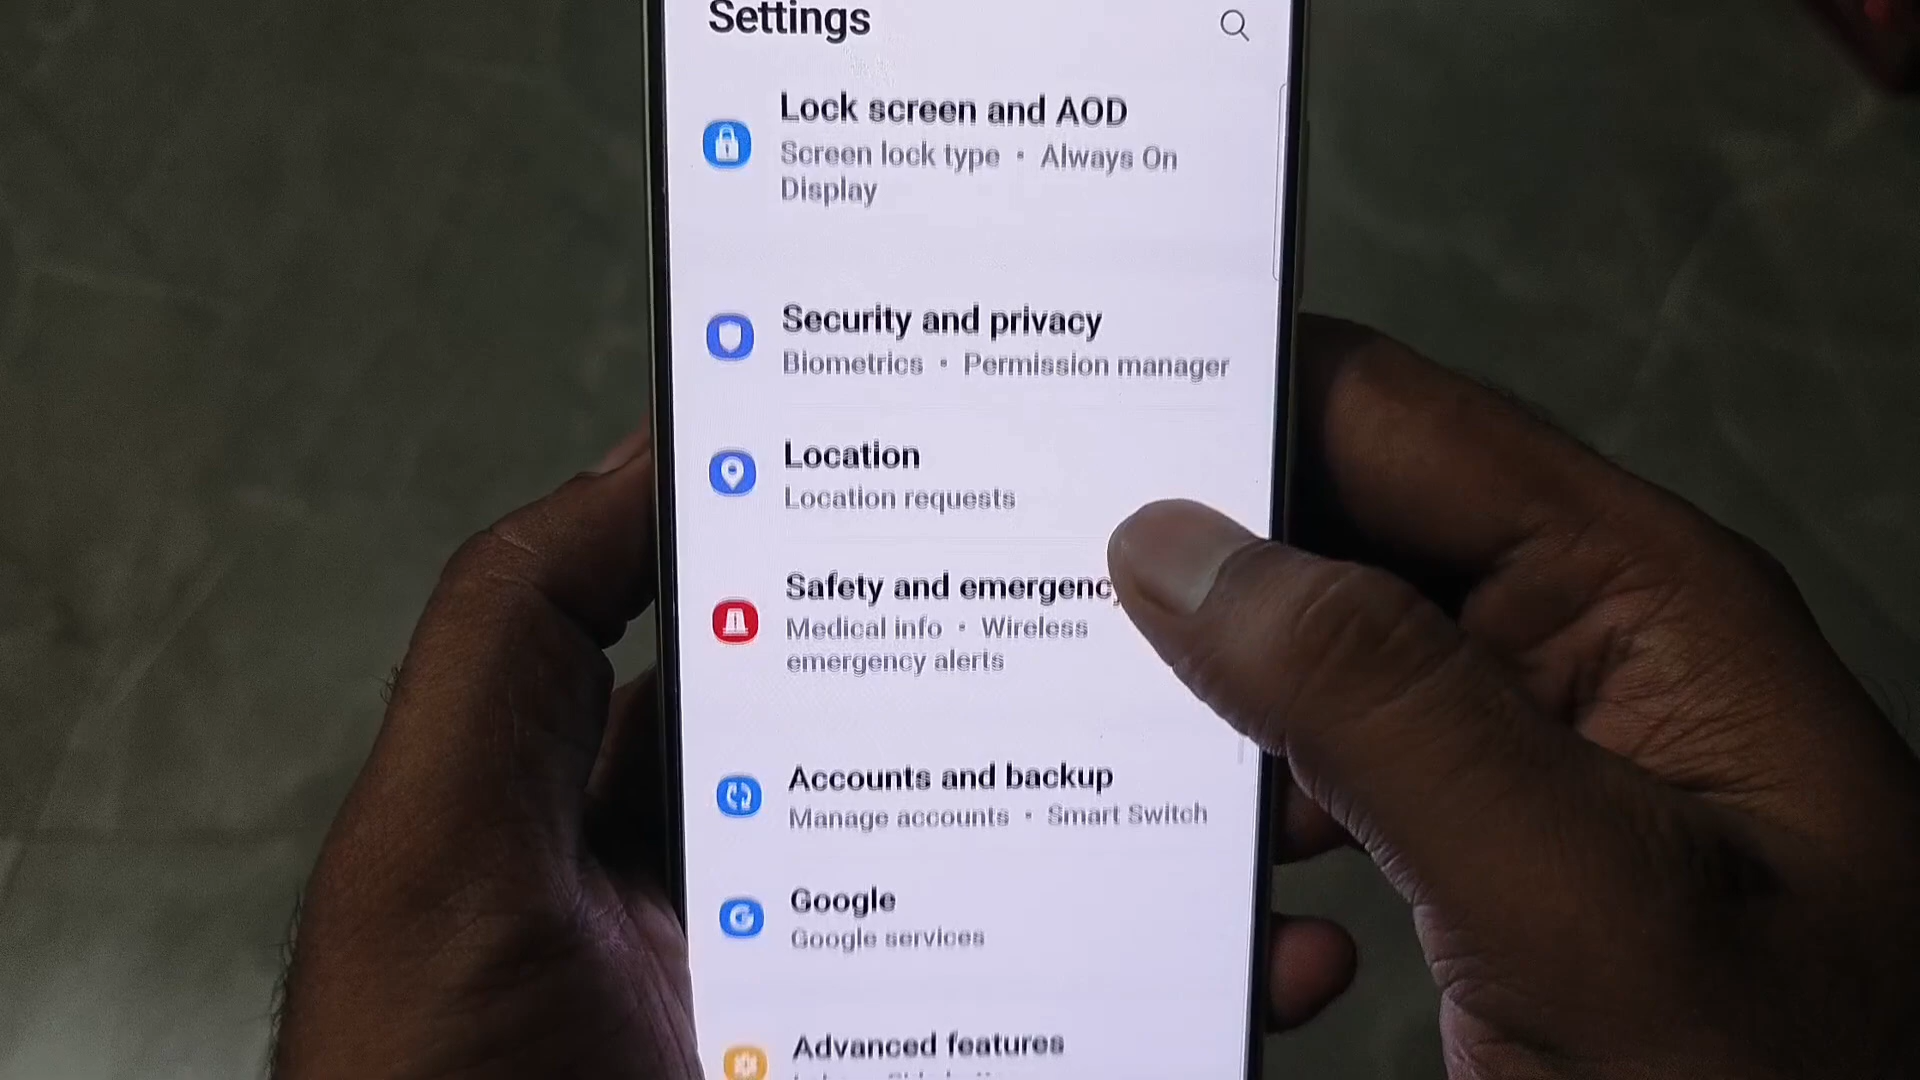 Settings
Lock screen and AOD
Screen lock type • Always On
Display
Security and privacy
Biometrics • Permission manager
Location
Location requests
Safety and emergency
Medical info • Wireless
emergency alerts
Accounts and backup
Manage accounts • Smart Switch
Google
Google services
Advanced features